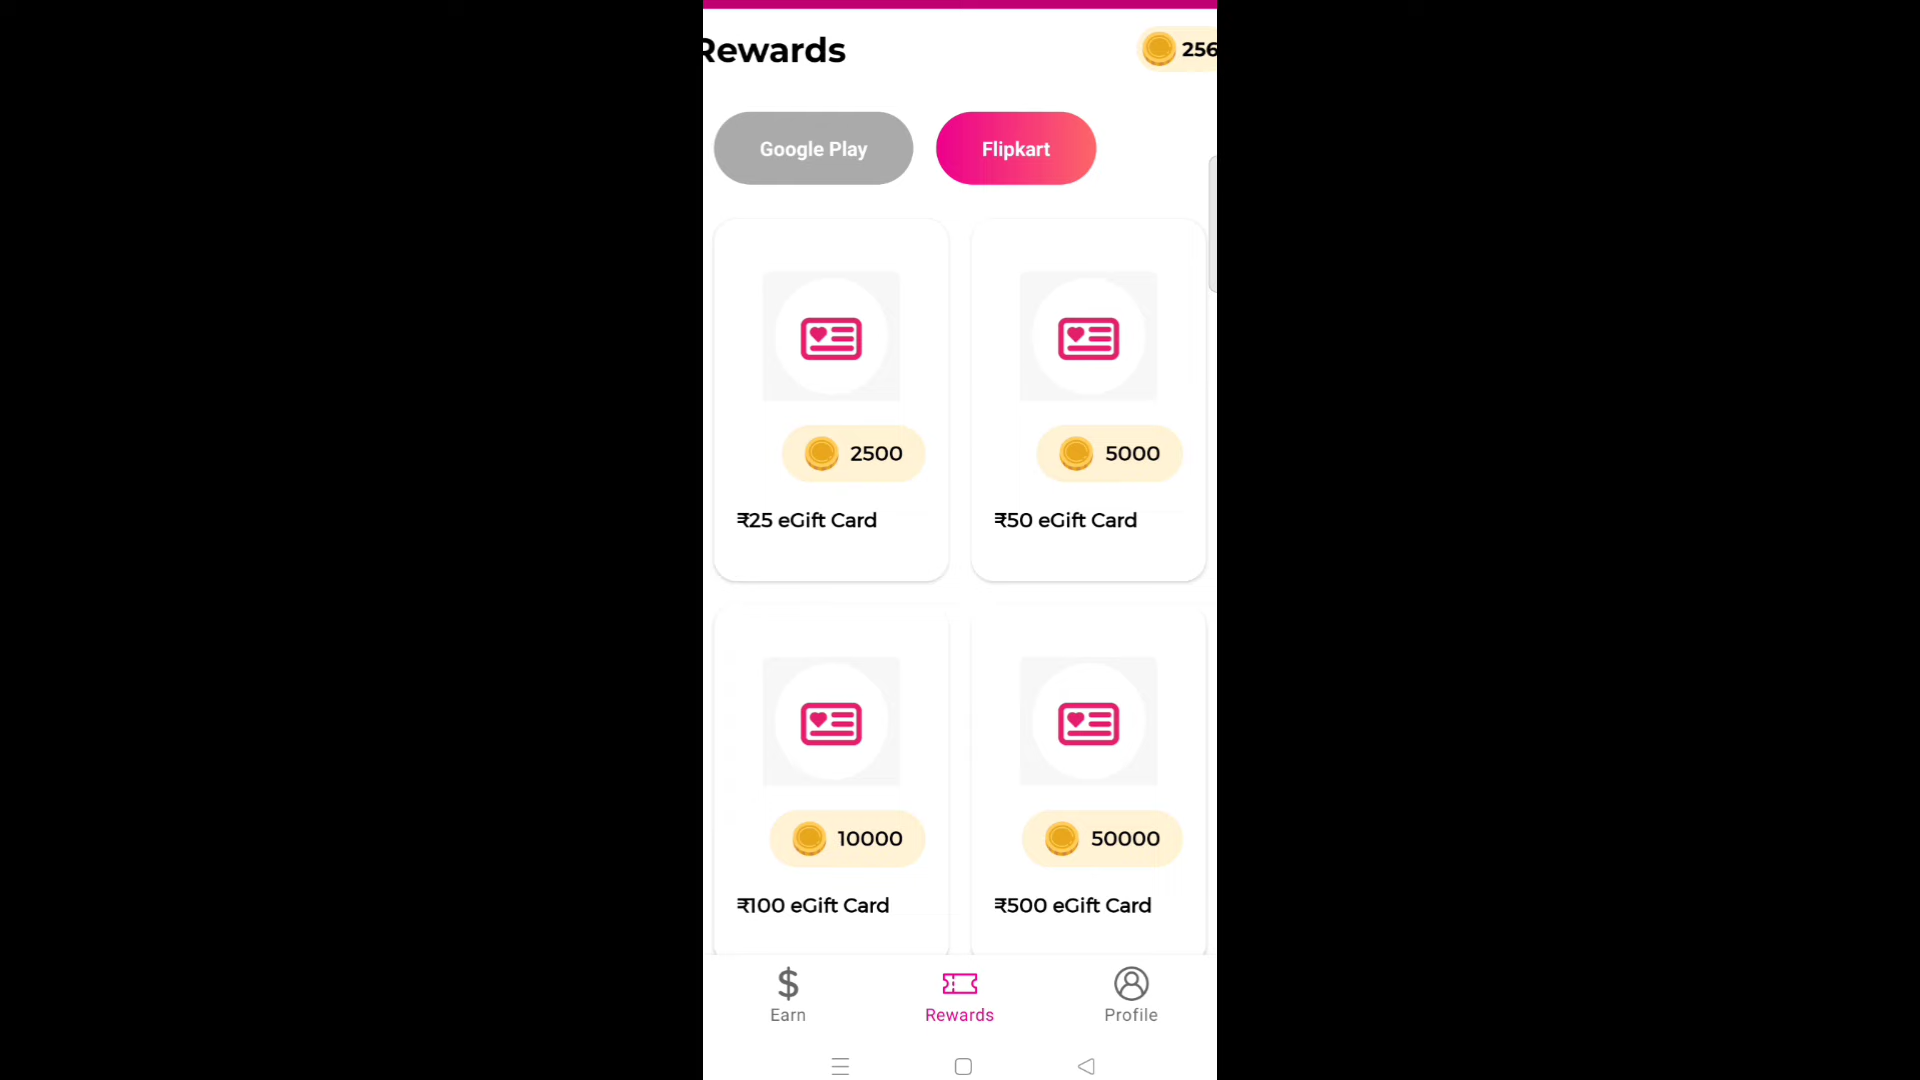 Rewards
256
Google Play
Flipkart
2500
5000
₹25 eGift Card
₹50 eGift Card
10000
50000
₹100 eGift Card
₹500 eGift Card
Earn
Rewards
Profile